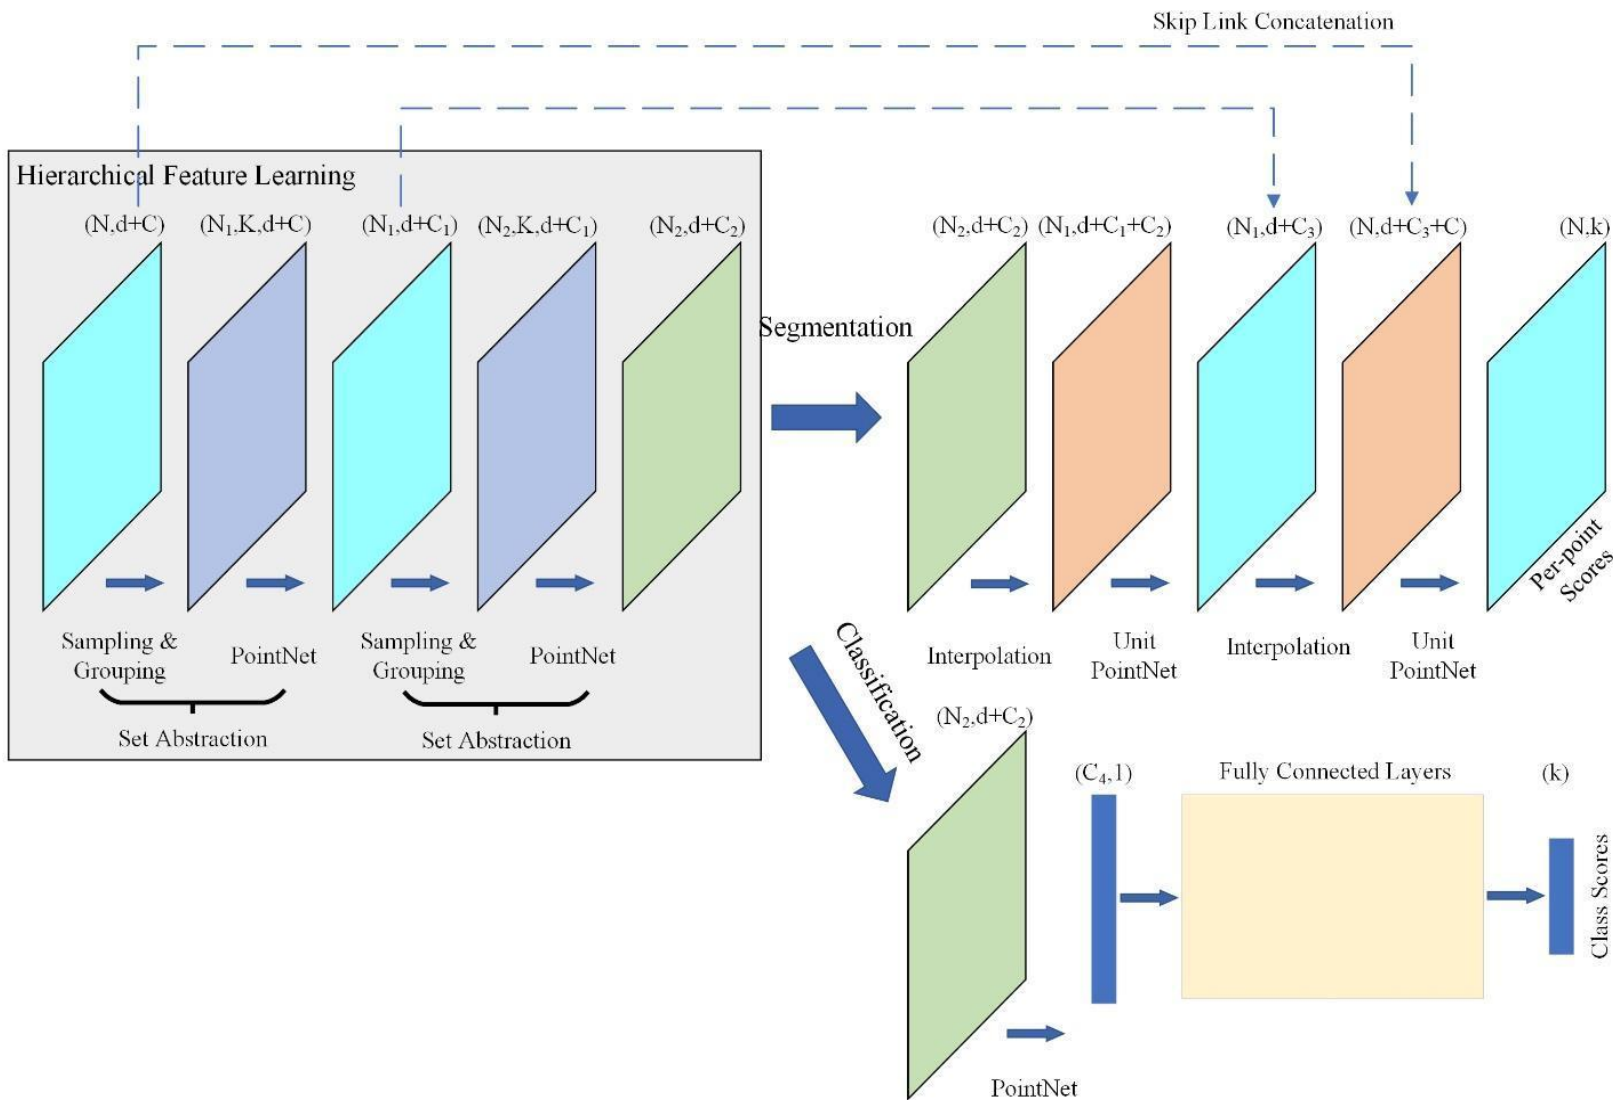 Skip Link Concatenation
Hierarchical Feature Learning
(N,d+C)
(N₁,K,d+C)
(N₁,d+C₁)
(N₂,K,d+C₁)
(N₂,d+C₂)
Sampling &
Grouping
PointNet
Sampling &
Grouping
PointNet
Set Abstraction
Set Abstraction
Segmentation
(N₂,d+C₂)
(N₁,d+C₁+C₂)
(N₁,d+C₃)
(N,d+C₃+C)
(N,k)
Interpolation
Unit
PointNet
Interpolation
Unit
PointNet
Per-point
Scores
Classification
(N₂,d+C₂)
PointNet
(C₄,1)
Fully Connected Layers
(k)
Class Scores